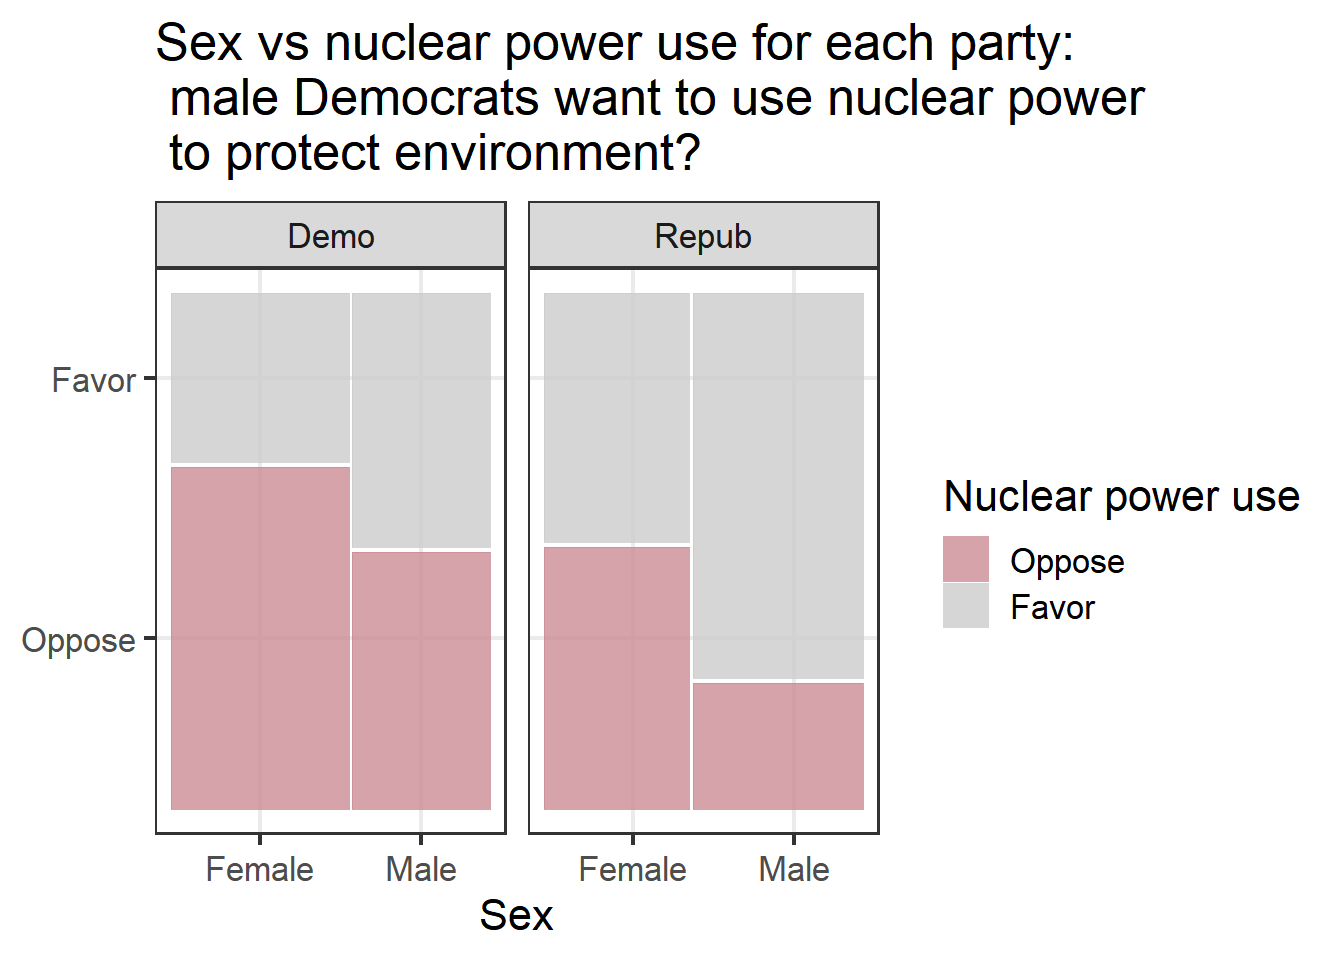 Sex vs nuclear power use for each party:
male Democrats want to use nuclear power
to protect environment?
Demo
Repub
Favor
Oppose
Female
Male
Female
Male
Sex
Nuclear power use
Oppose
Favor